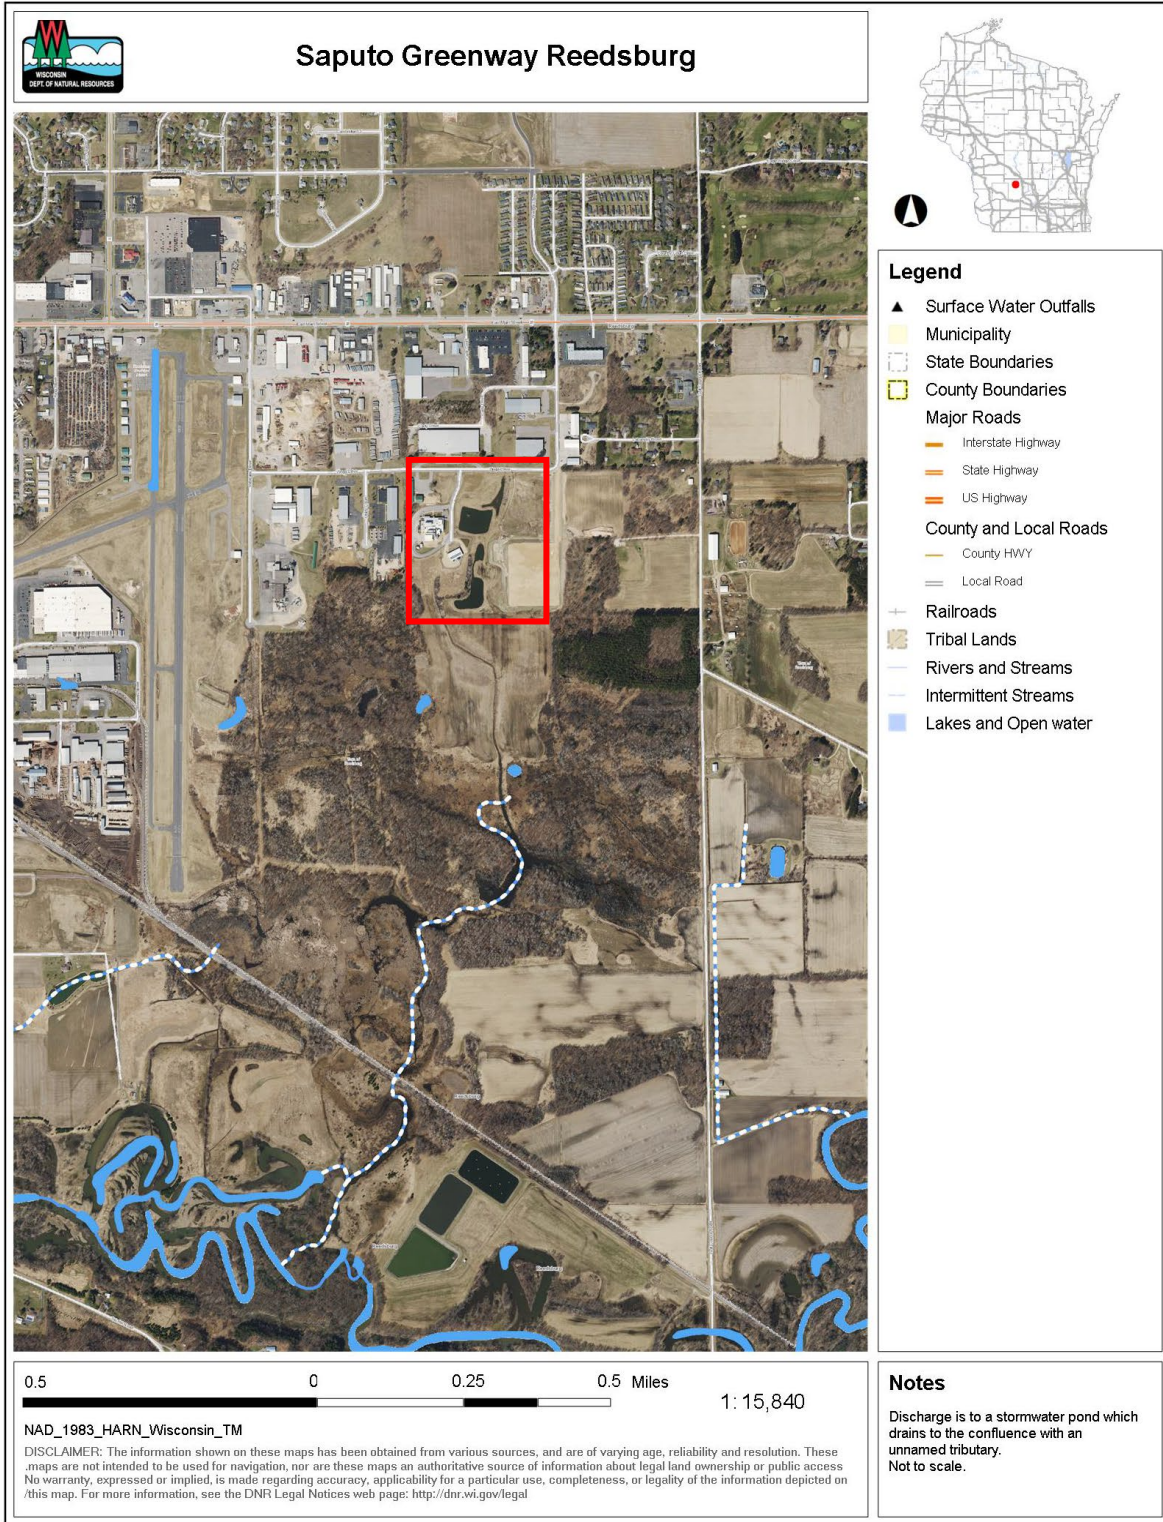 WISCONSIN
DEPT. OF NATURAL RESOURCES
Saputo Greenway Reedsburg
Legend
Surface Water Outfalls
Municipality
State Boundaries
County Boundaries
Major Roads
Interstate Highway
State Highway
US Highway
County and Local Roads
County HWY
Local Road
Railroads
Tribal Lands
Rivers and Streams
Intermittent Streams
Lakes and Open water
Reedsburg
Reedsburg
0.5
0
0.25
0.5 Miles
1: 15,840
NAD_1983_HARN_Wisconsin_TM
DISCLAIMER: The information shown on these maps has been obtained from various sources, and are of varying age, reliability and resolution. These
.maps are not intended to be used for navigation, nor are these maps an authoritative source of information about legal land ownership or public access
No warranty, expressed or implied, is made regarding accuracy, applicability for a particular use, completeness, or legality of the information depicted on
/this map. For more information, see the DNR Legal Notices web page: http://dnr.wi.gov/legal
Notes
Discharge is to a stormwater pond which
drains to the confluence with an
unnamed tributary.
Not to scale.